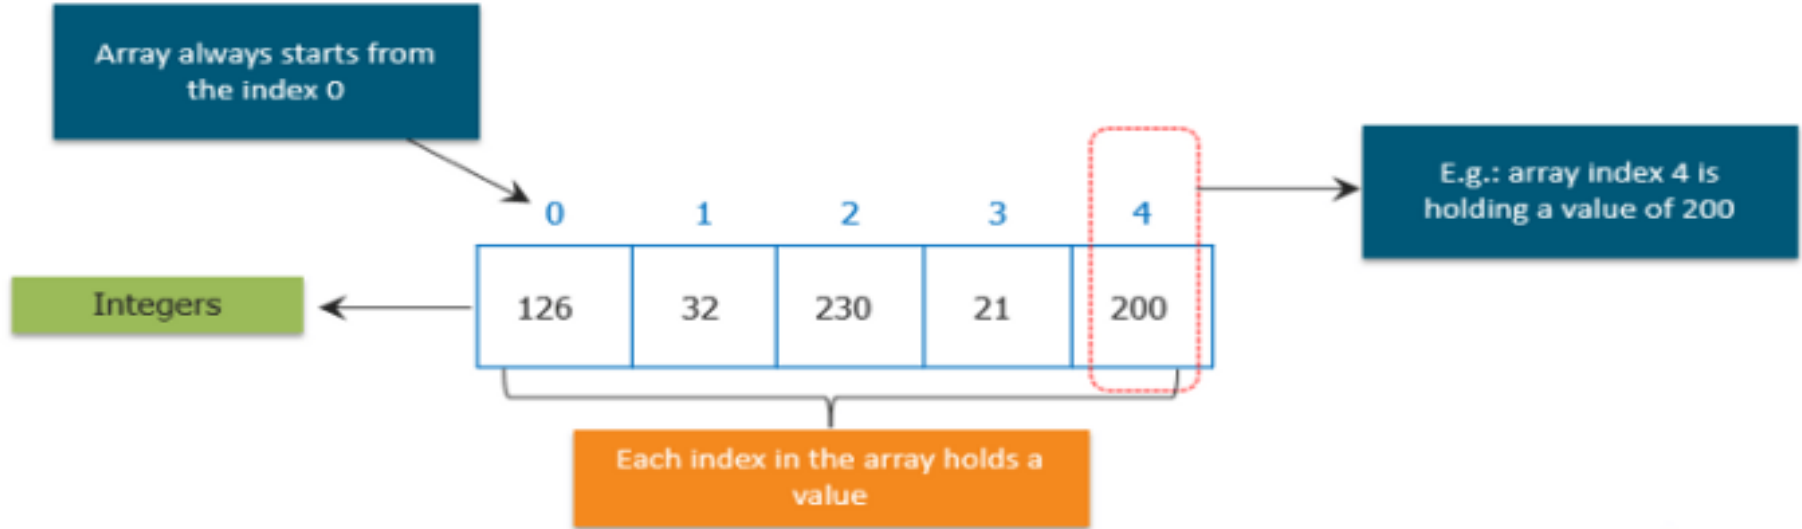 Array always starts from
the index 0
E.g.: array index 4 is
holding a value of 200
0 1 2 3 4
Integers
126 32 230 21 200
Each index in the array holds a
value